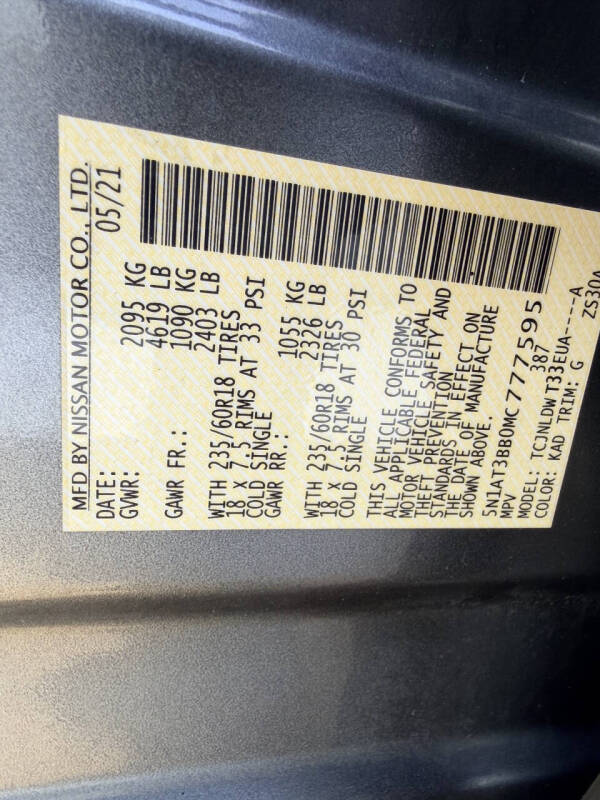 MFD BY NISSAN MOTOR CO., LTD.
DATE: 05/21
GVWR: 2095 KG
4619 LB
GAWR FR.: 1090 KG
2403 LB
WITH 235/60R18 TIRES
18 X 7.5 RIMS AT 33 PSI
COLD SINGLE
GAWR RR.: 1055 KG
2326 LB
WITH 235/60R18 TIRES
18 X 7.5 RIMS AT 30 PSI
COLD SINGLE
THIS VEHICLE CONFORMS TO
ALL APPLICABLE FEDERAL
MOTOR VEHICLE SAFETY AND
THEFT PREVENTION
STANDARDS IN EFFECT ON
THE DATE OF MANUFACTURE
SHOWN ABOVE.
5N1AT3BB0MC777595
MPV 387
MODEL: TCJNLDWT33EUA-----A
COLOR: KAD TRIM: G ZS30A